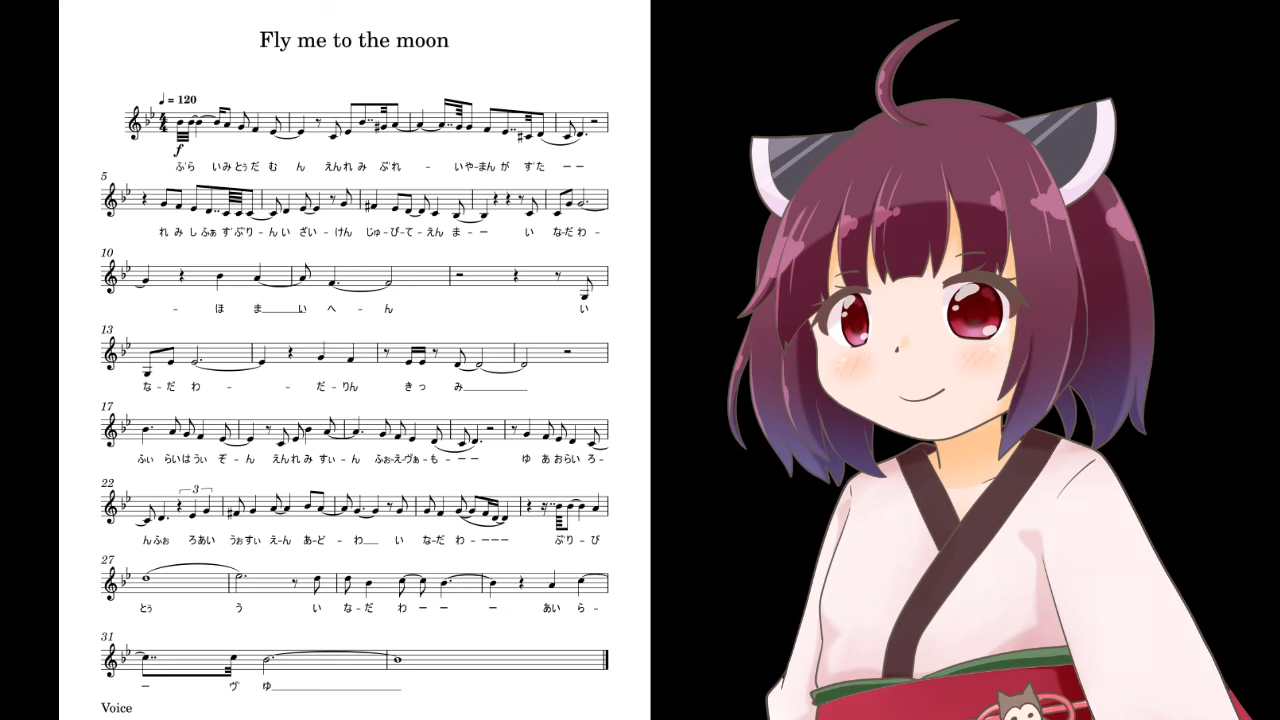 Fly me to the moon
♩ = 120
f
ぷら いみ とぅ だ む ん えんれ み ぷれ - いや-まん が すた ーー
5
れ み し ふぁ すぷり - ん い ざい - けん じゅ - ぴ - て - えん ま - ー い な-だ わ -
10
- ほ ま い へ - ん い
13
な - だ わ - - だ - りん き っ み
17
ふぃ らい は うぃ ぞ - ん えんれ み すぃ - ん ふぉ-え-ヴぁ- も - ーー ゆ あ おらい ろ -
22
3
んふぉ ろあい うぉすぃ え-ん あ-ど - わ い な-だ わ - ーーー ぷり - び
27
とぅ う い な - だ わ ー ー ー あい ら -
31
ー ヴ ゆ
Voice